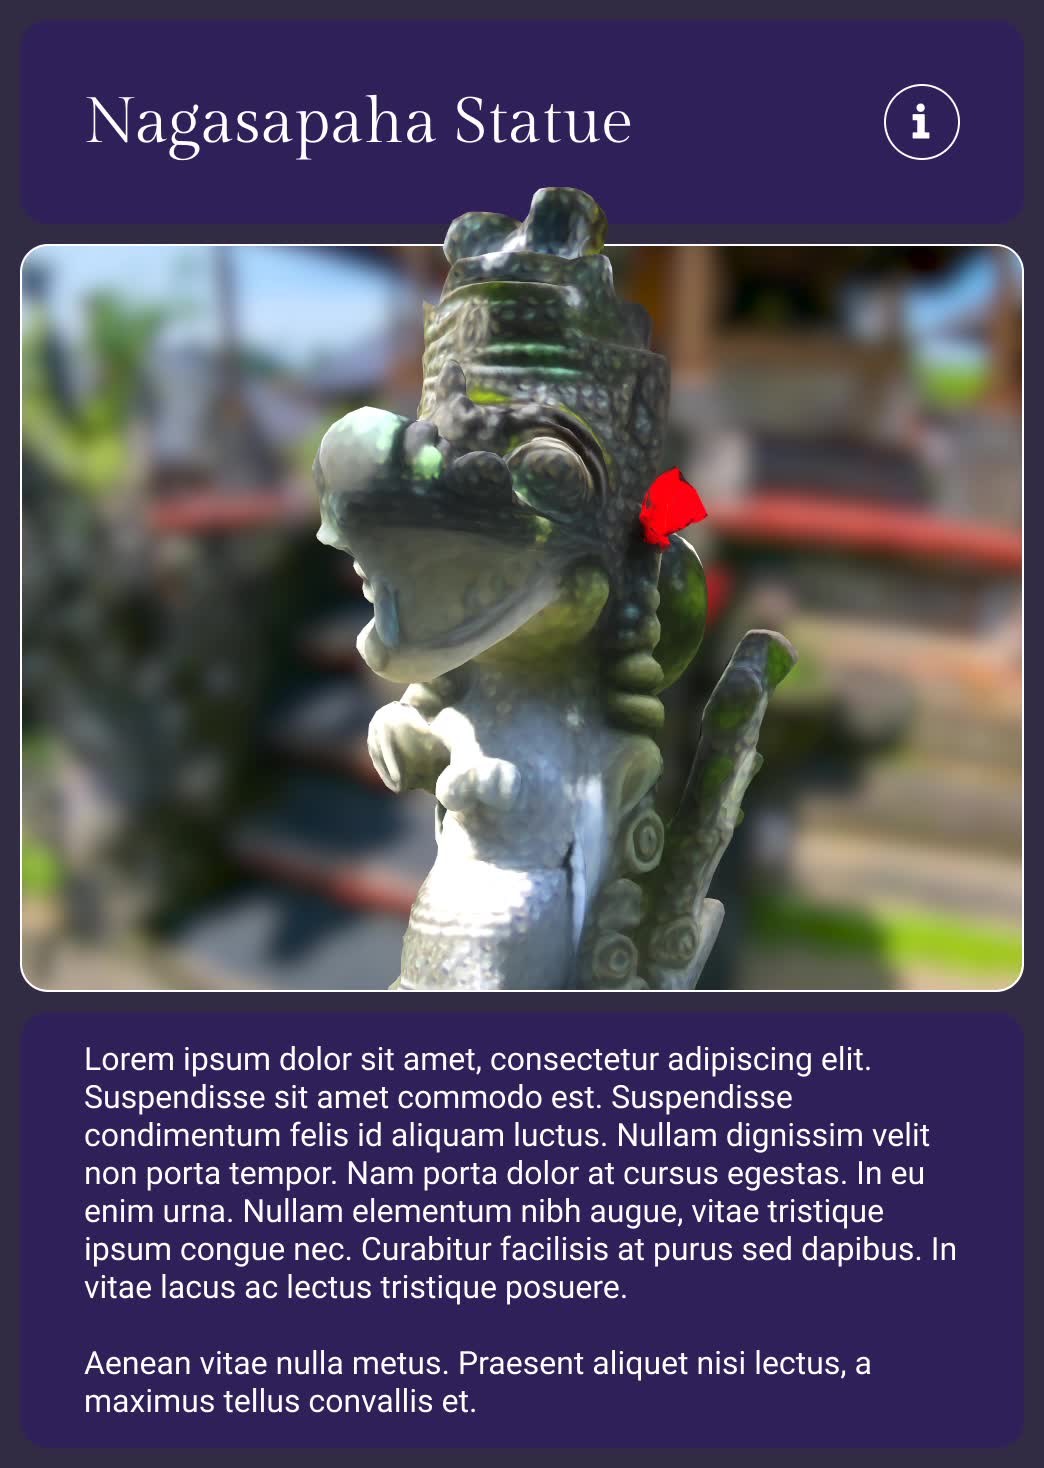 Nagasapaha Statue
i
Lorem ipsum dolor sit amet, consectetur adipiscing elit.
Suspendisse sit amet commodo est. Suspendisse
condimentum felis id aliquam luctus. Nullam dignissim velit
non porta tempor. Nam porta dolor at cursus egestas. In eu
enim urna. Nullam elementum nibh augue, vitae tristique
ipsum congue nec. Curabitur facilisis at purus sed dapibus. In
vitae lacus ac lectus tristique posuere.
Aenean vitae nulla metus. Praesent aliquet nisi lectus, a
maximus tellus convallis et.